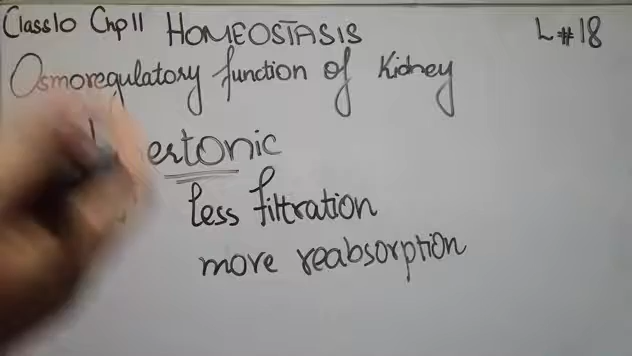 Class10 Chp11 HOMEOSTASIS L#18
Osmoregulatory function of Kidney
ertonic
less filtration
more reabsorption